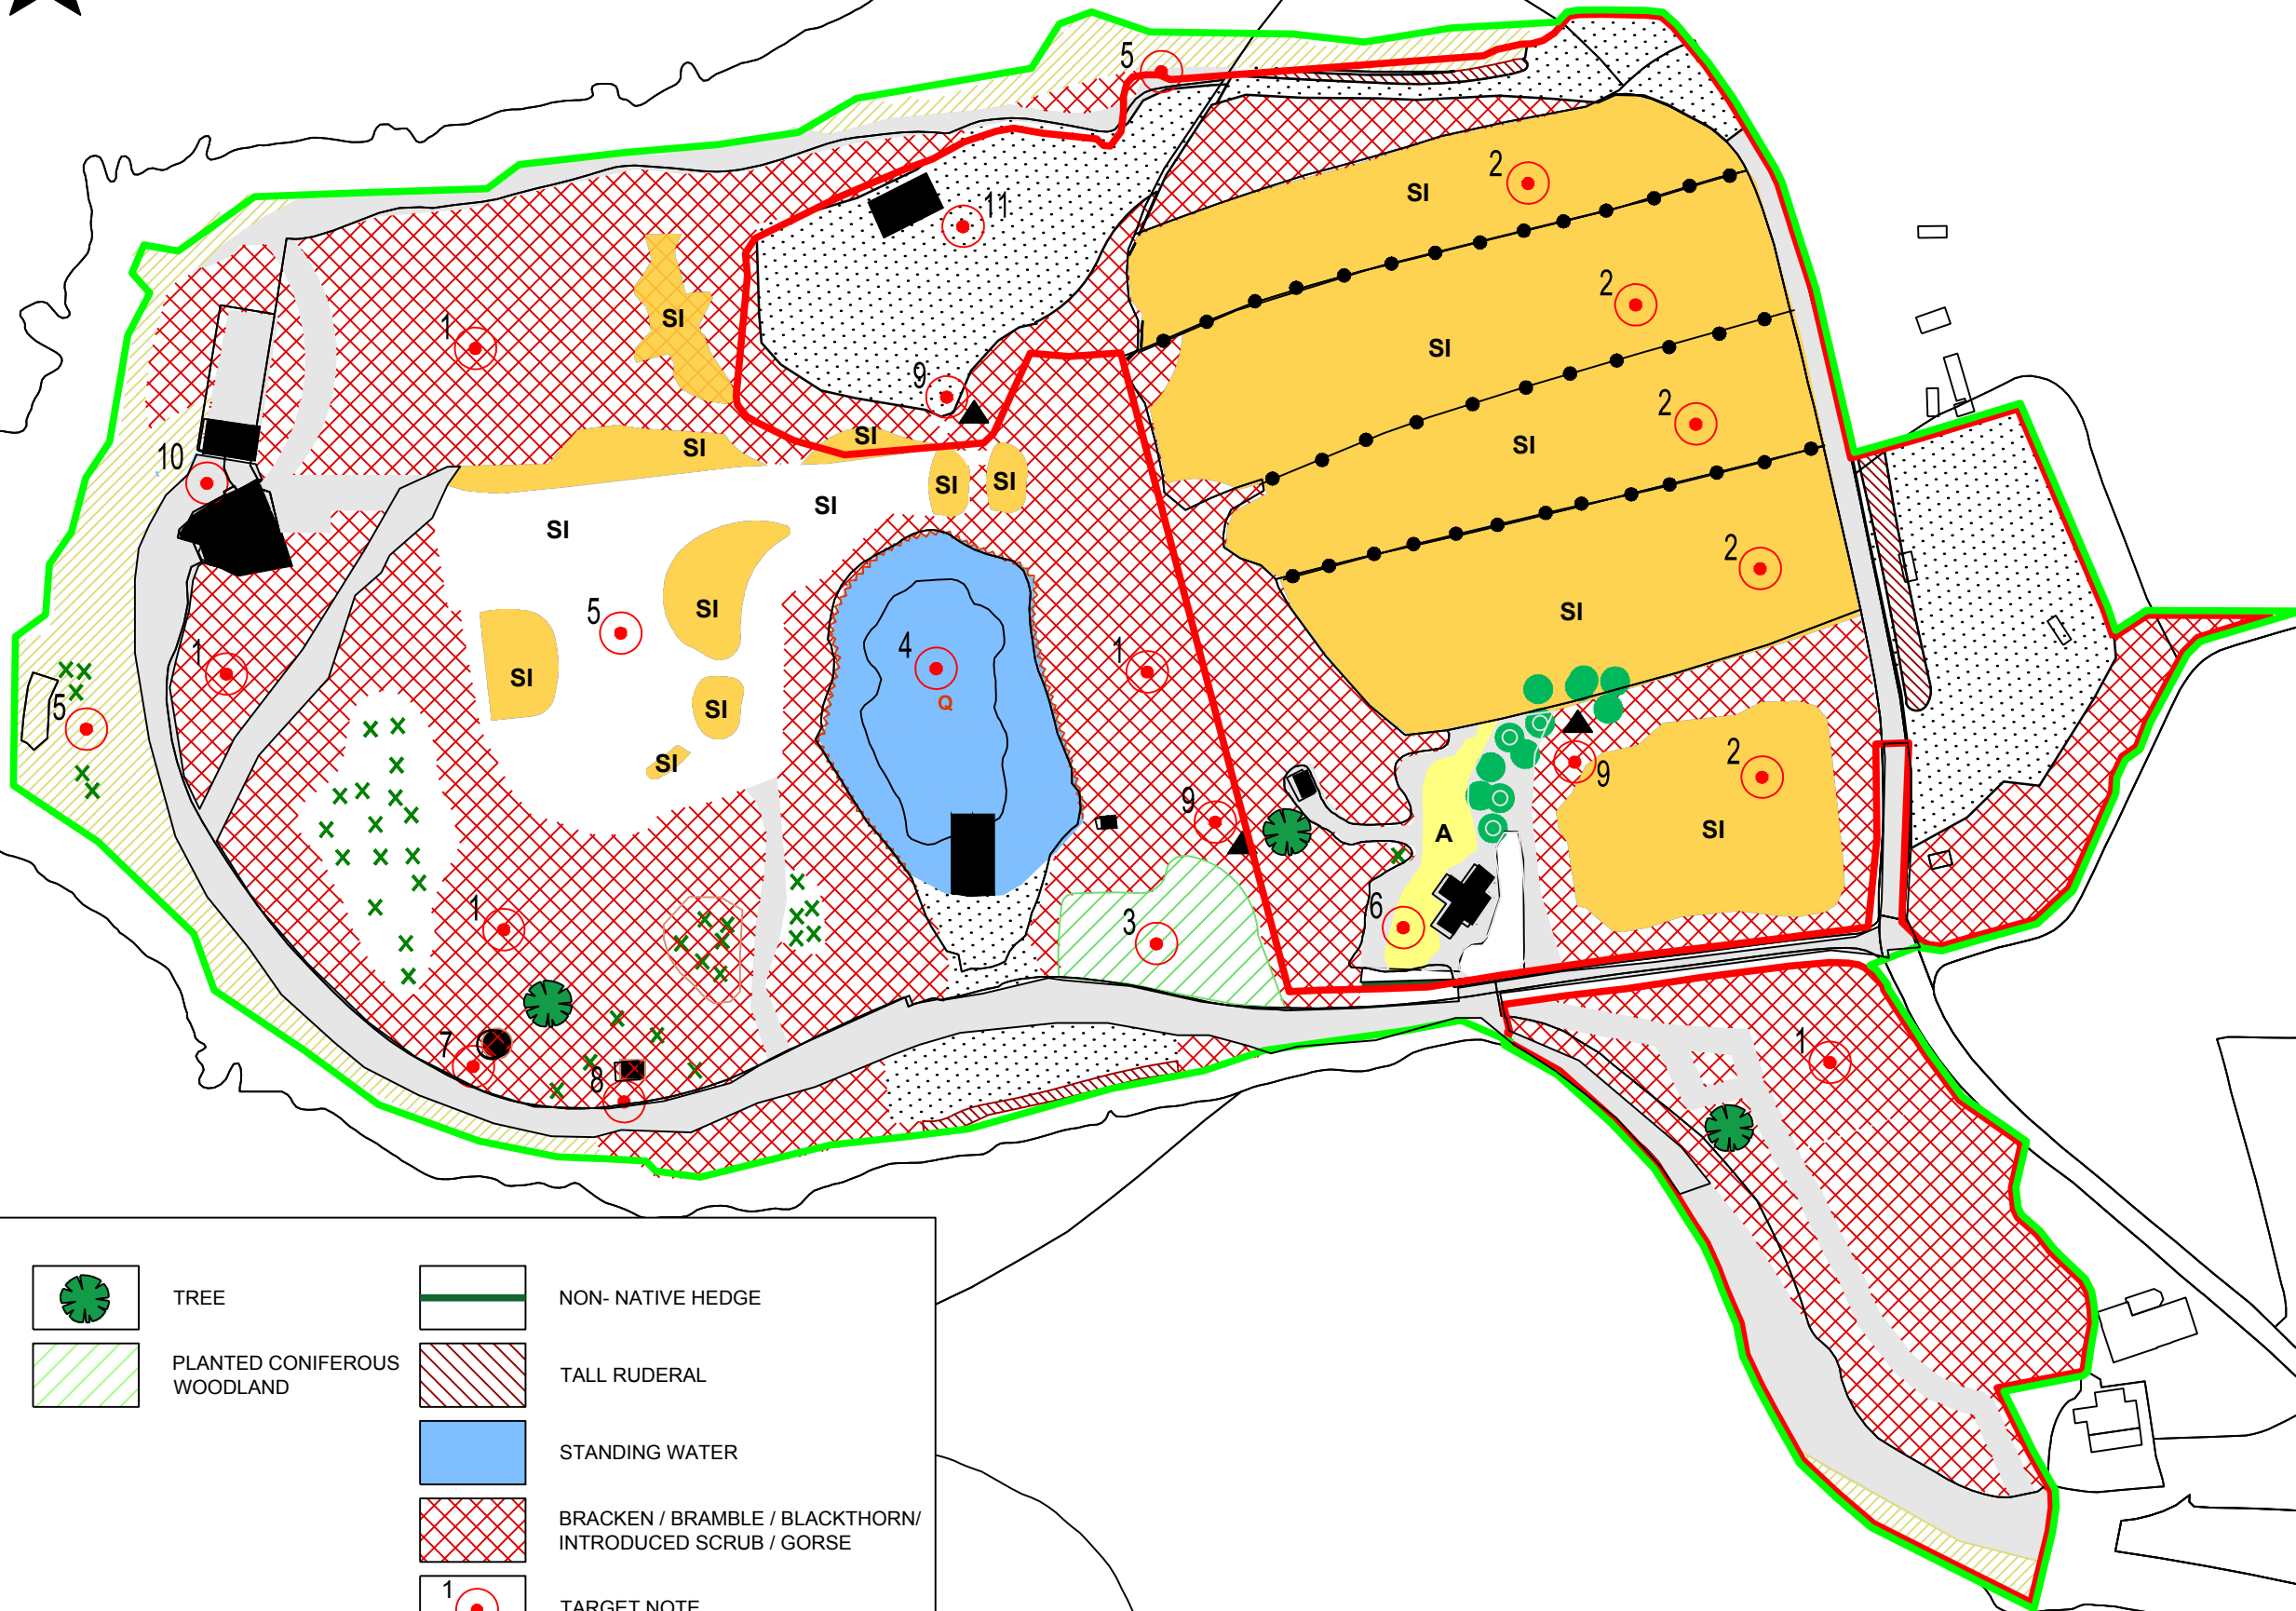 5
2
SI
11
2
SI
1
SI
9
2
SI
SI
SI
10
SI
SI
SI
SI
2
5
SI
SI
1
4
1
SI
5
Q
SI
SI
2
9
9
A
SI
1
6
3
7
8
1
TREE
NON- NATIVE HEDGE
PLANTED CONIFEROUS
WOODLAND
TALL RUDERAL
STANDING WATER
BRACKEN / BRAMBLE / BLACKTHORN/
INTRODUCED SCRUB / GORSE
1
TARGET NOTE